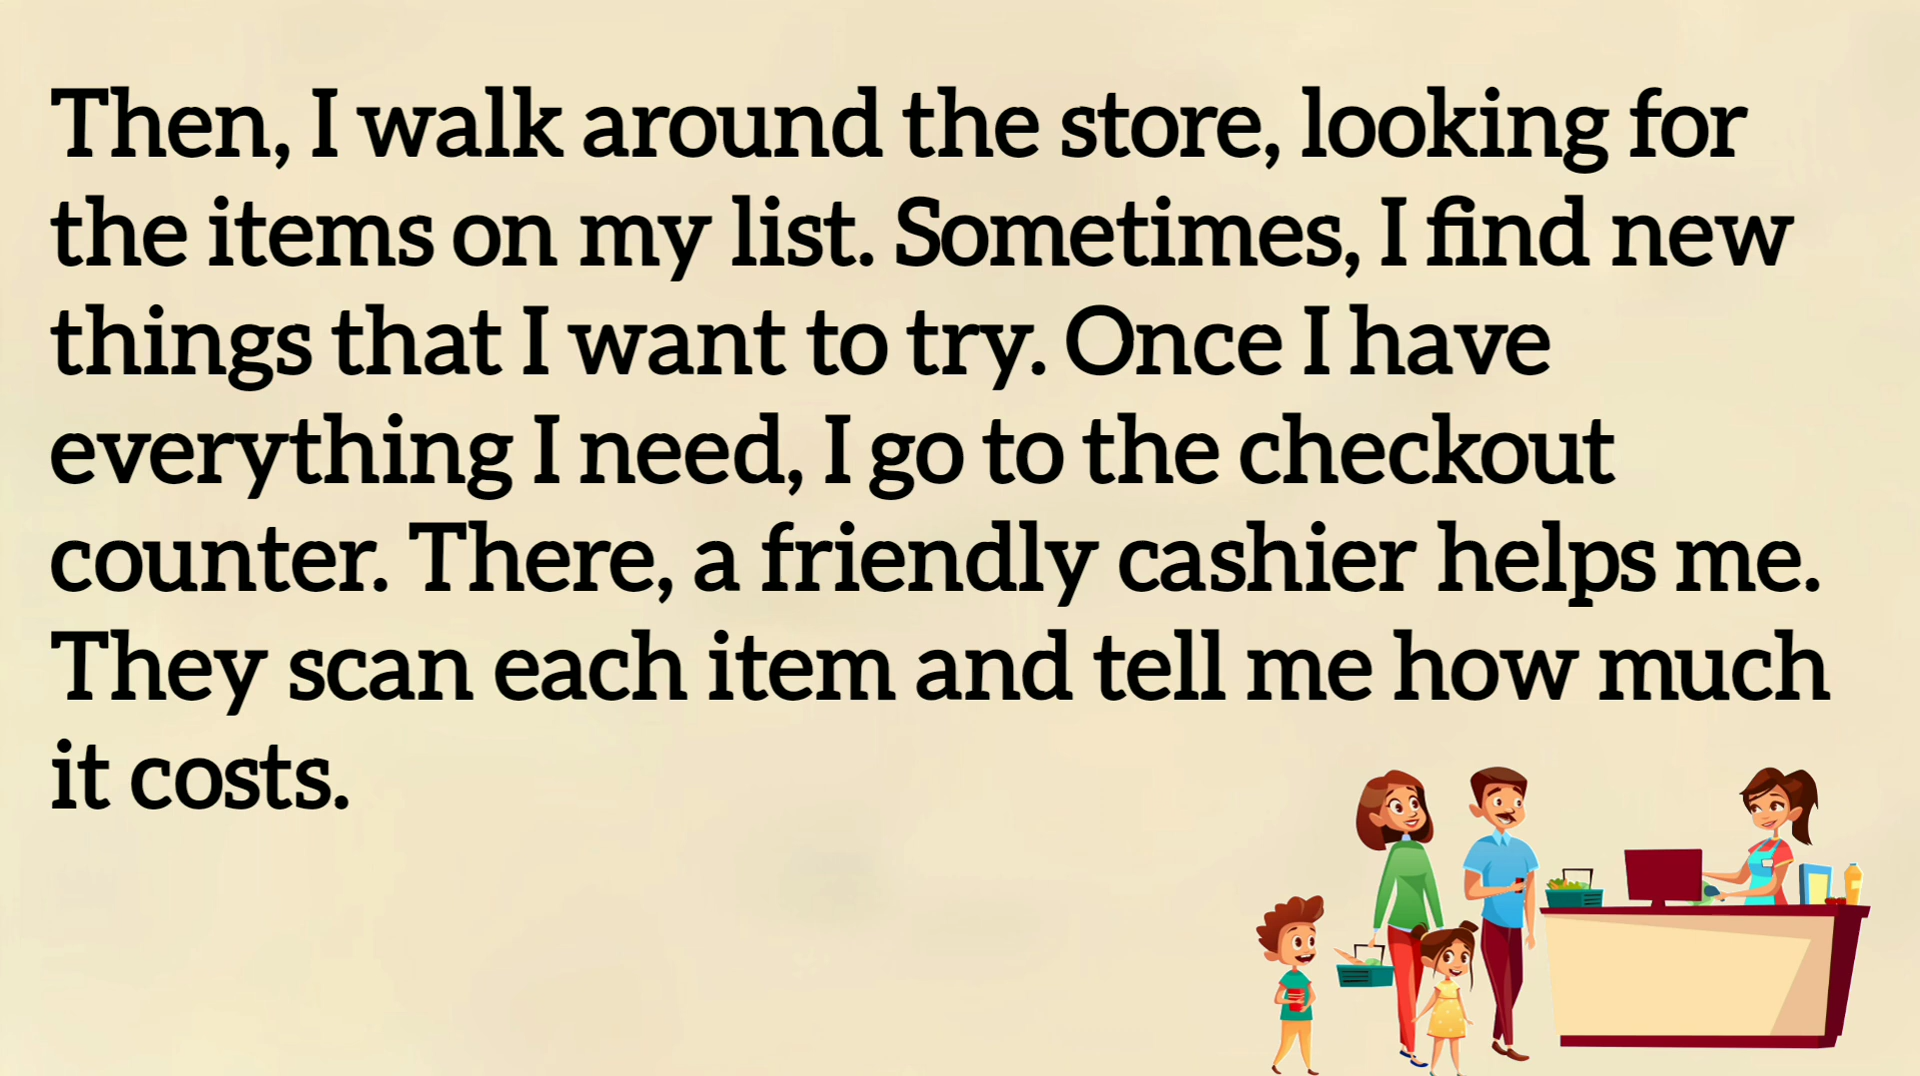 Then, I walk around the store, looking for
the items on my list. Sometimes, I find new
things that I want to try. Once I have
everything I need, I go to the checkout
counter. There, a friendly cashier helps me.
They scan each item and tell me how much
it costs.